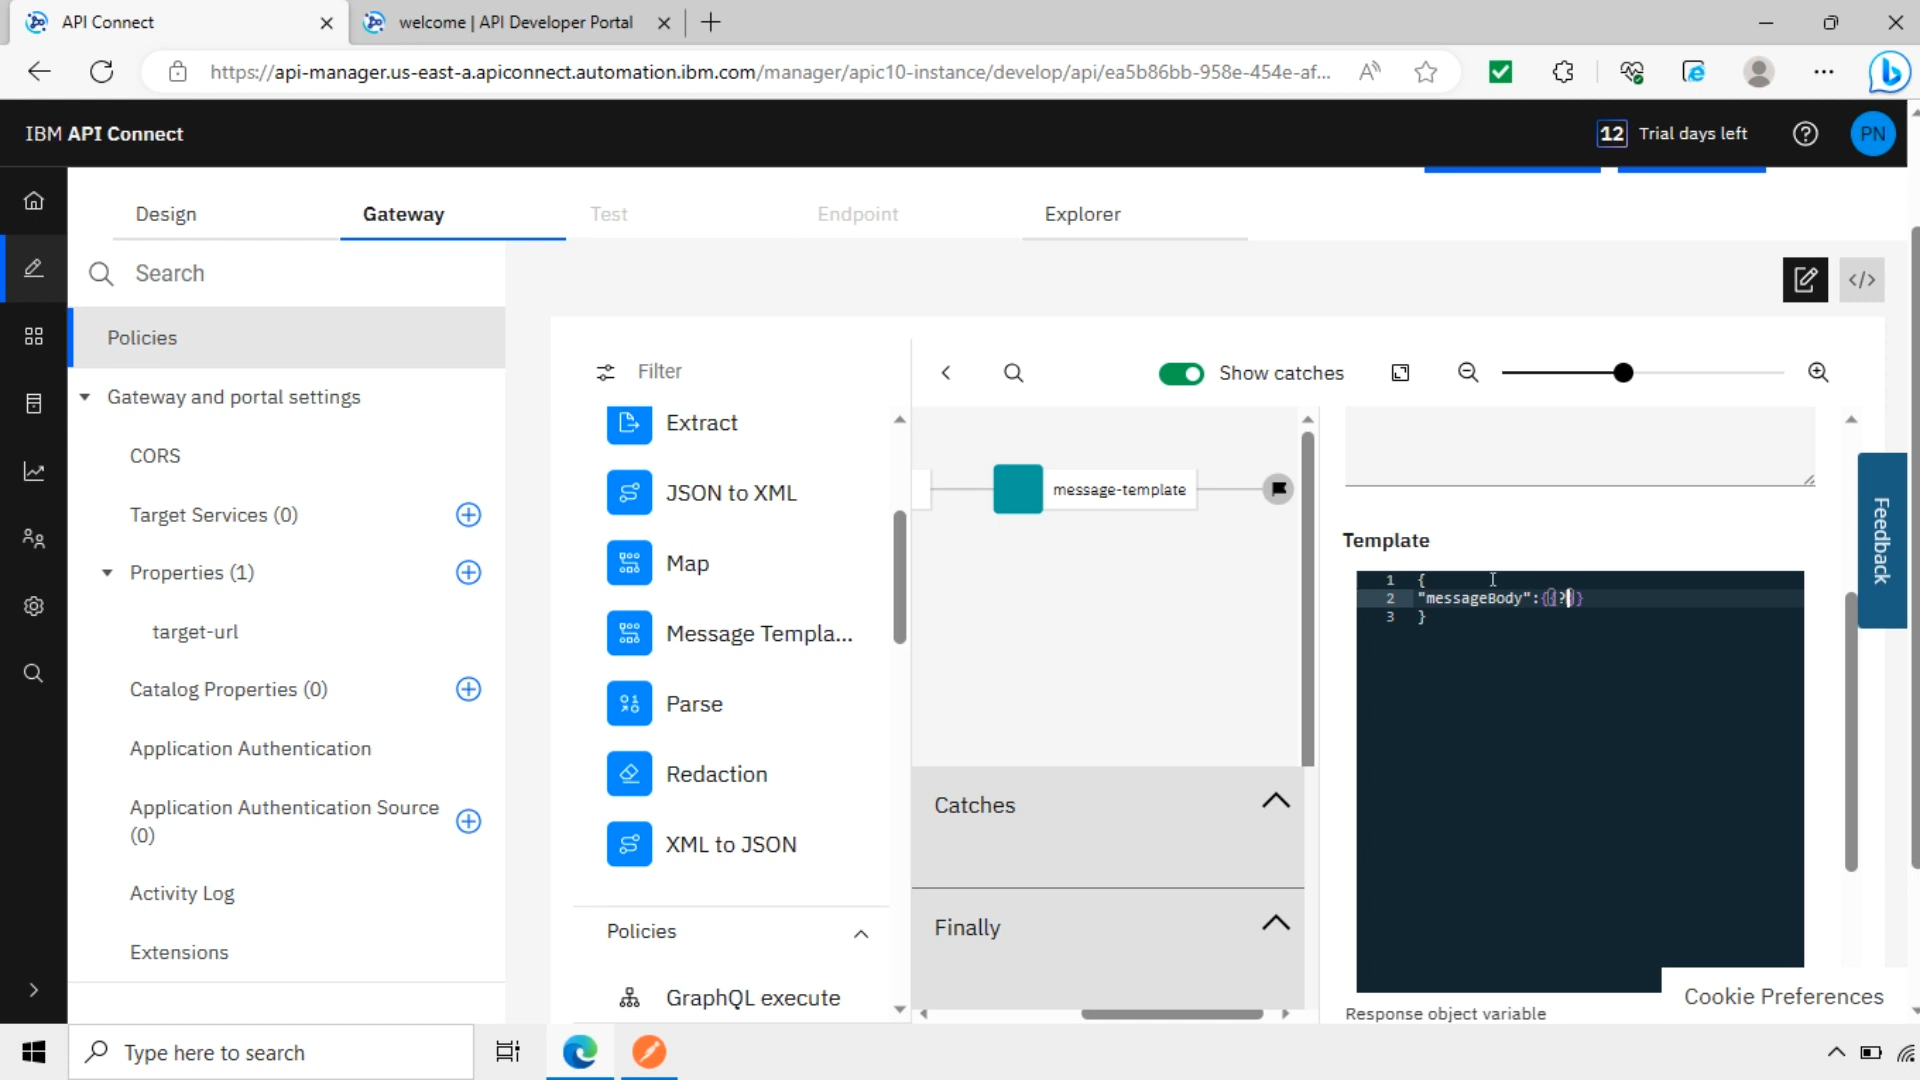 API Connect
welcome | API Developer Portal
https://api-manager.us-east-a.apiconnect.automation.ibm.com/manager/apic10-instance/develop/api/ea5b86bb-958e-454e-af...
IBM API Connect
12 Trial days left
PN
Design
Gateway
Test
Endpoint
Explorer
Search
Policies
Gateway and portal settings
CORS
Target Services (0)
Properties (1)
target-url
Catalog Properties (0)
Application Authentication
Application Authentication Source
(0)
Activity Log
Extensions
Filter
Extract
JSON to XML
Map
Message Templa...
Parse
Redaction
XML to JSON
Policies
GraphQL execute
Show catches
message-template
Catches
Finally
Template
1 {
2 "messageBody":{{?}}
3 }
Response object variable
Feedback
Cookie Preferences
Type here to search